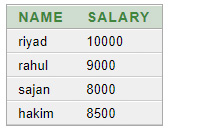 NAME SALARY
riyad 10000
rahul 9000
sajan 8000
hakim 8500